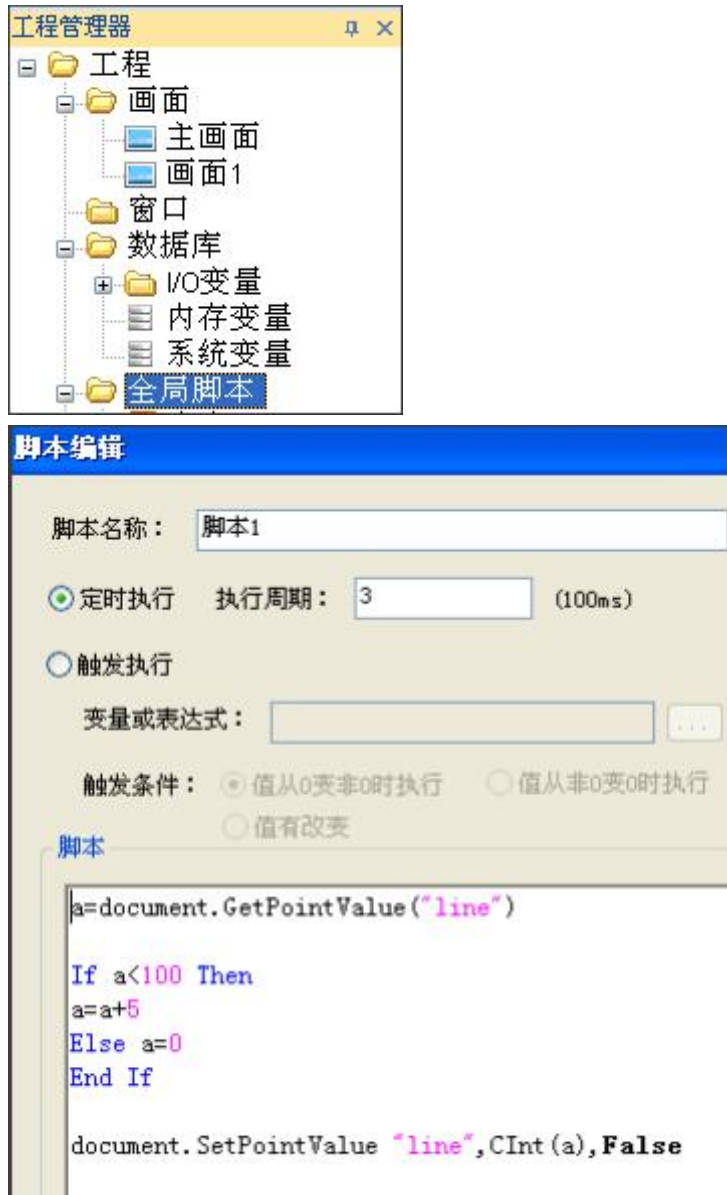 工程管理器
工程
画面
主画面
画面1
窗口
数据库
I/O变量
内存变量
系统变量
全局脚本
脚本编辑
脚本名称： 脚本1
定时执行 执行周期： 3 (100ms)
触发执行
变量或表达式： ...
触发条件： 值从0变非0时执行 值从非0变0时执行
值有改变
脚本
a=document.GetPointValue("line")
If a<100 Then
a=a+5
Else a=0
End If
document.SetPointValue "line",CInt(a),False